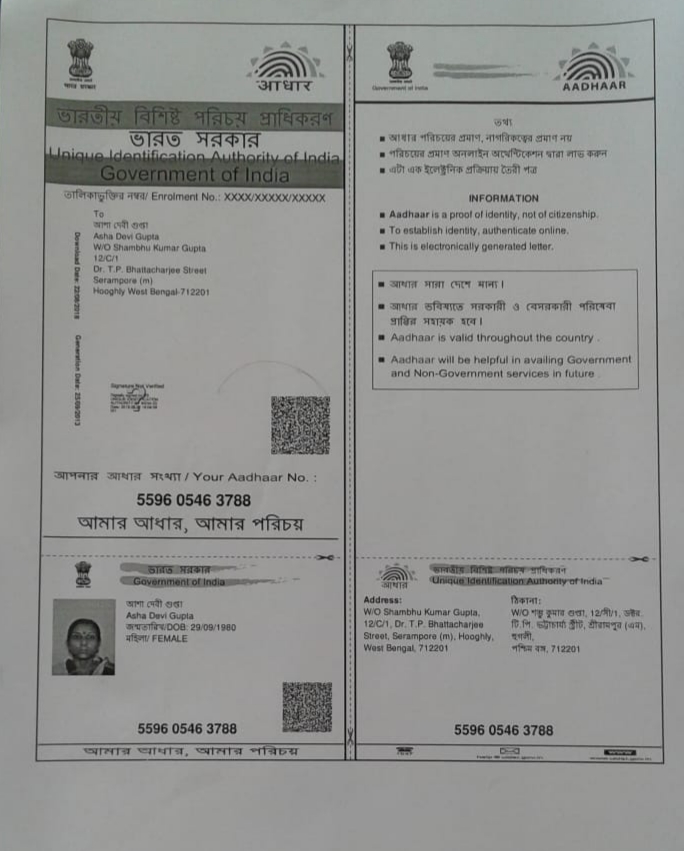 भारत सरकार
आधार
ভারতীয় বিশিষ্ট পরিচয় প্রাধিকরণ
ভারত সরকার
Unique Identification Authority of India
Government of India
তালিকাভুক্তির নম্বর/ Enrolment No.: XXXX/XXXXX/XXXXX
To
আশা দেবী গুপ্তা
Asha Devi Gupta
W/O Shambhu Kumar Gupta
12/C/1
Dr. T.P. Bhattacharjee Street
Serampore (m)
Hooghly West Bengal-712201
Download Date: 22/08/2018
Generation Date: 25/09/2013
Signature Not Verified
আপনার আধার সংখ্যা / Your Aadhaar No. :
5596 0546 3788
আমার আধার, আমার পরিচয়
Government of India
AADHAAR
তথ্য
আধার পরিচয়ের প্রমাণ, নাগরিকত্বের প্রমাণ নয়
পরিচয়ের প্রমাণ অনলাইন অথেন্টিকেশন দ্বারা লাভ করুন
এটা এক ইলেক্ট্রনিক প্রক্রিয়ায় তৈরী পত্র
INFORMATION
Aadhaar is a proof of identity, not of citizenship.
To establish identity, authenticate online.
This is electronically generated letter.
আধার সারা দেশে মান্য।
আধার ভবিষ্যতে সরকারী ও বেসরকারী পরিষেবা
প্রাপ্তির সহায়ক হবে।
Aadhaar is valid throughout the country .
Aadhaar will be helpful in availing Government
and Non-Government services in future .
ভারত সরকার
Government of India
আশা দেবী গুপ্তা
Asha Devi Gupta
জন্মতারিখ/DOB: 29/09/1980
মহিলা/ FEMALE
5596 0546 3788
আমার আধার, আমার পরিচয়
आधार
ভারতীয় বিশিষ্ট পরিচয় প্রাধিকরণ
Unique Identification Authority of India
Address:
W/O Shambhu Kumar Gupta,
12/C/1, Dr. T.P. Bhattacharjee
Street, Serampore (m), Hooghly,
West Bengal, 712201
ঠিকানা:
W/O শম্ভু কুমার গুপ্তা, 12/সী/1, ডক্টর.
টি.পি. ভট্টাচার্য্য স্ট্রীট, শ্রীরামপুর (এম),
হুগলী,
পশ্চিম বঙ্গ, 712201
5596 0546 3788
1947
www